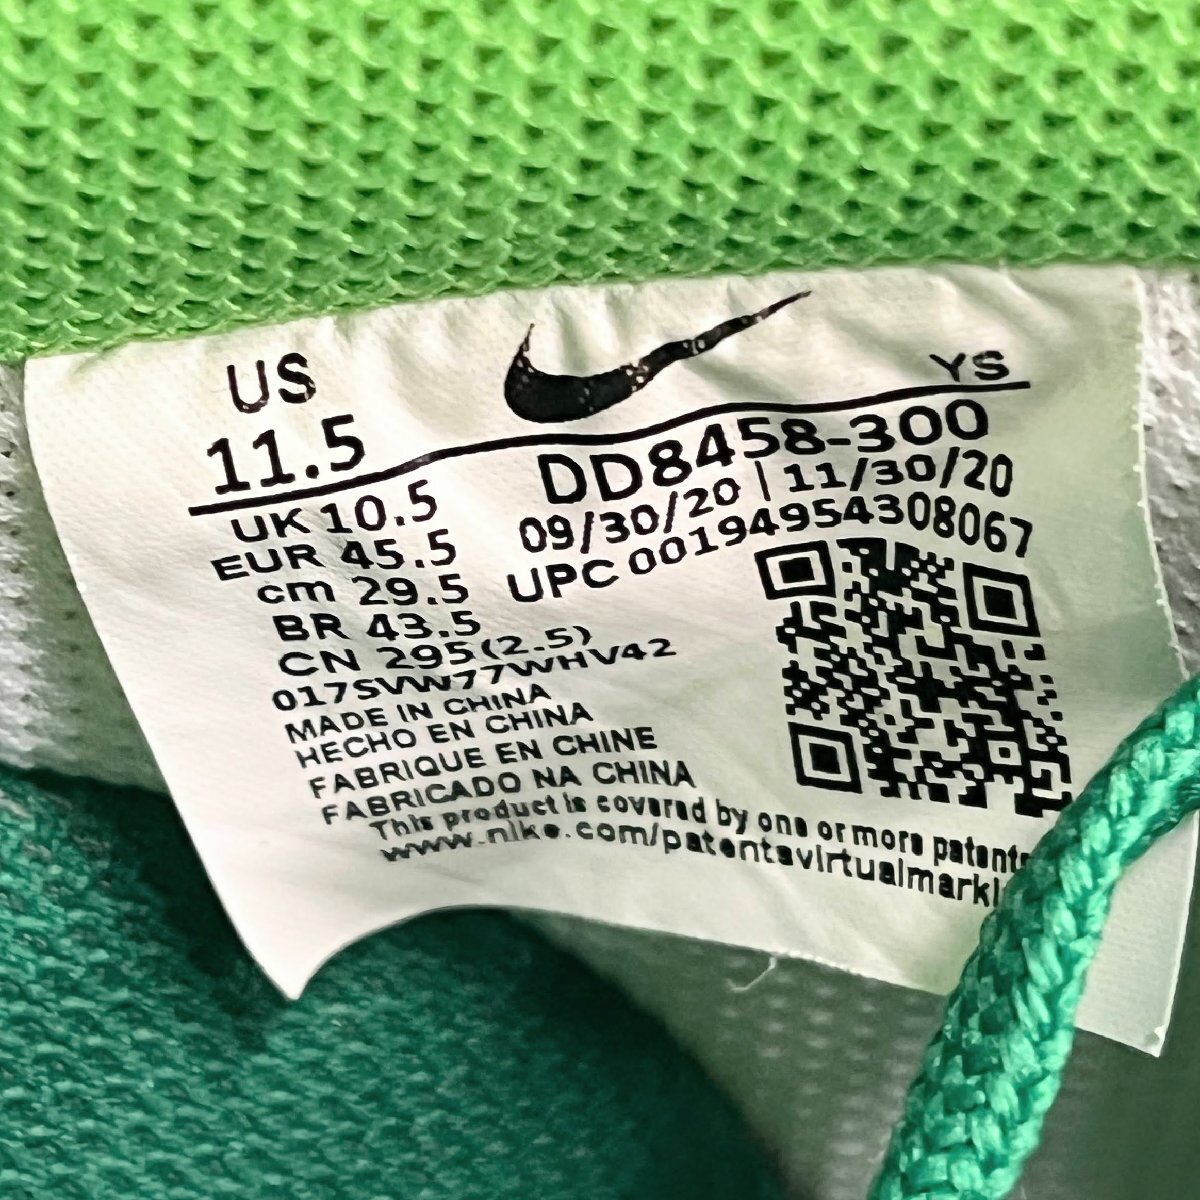 US
YS
11.5
DD8458-300
UK 10.5
09/30/20 | 11/30/20
EUR 45.5
UPC 00194954308067
cm 29.5
BR 43.5
CN 295(2.5)
017SVW77WHV42
MADE IN CHINA
HECHO EN CHINA
FABRIQUE EN CHINE
FABRICADO NA CHINA
This product is covered by one or more patents
www.nike.com/patentsvirtualmarki